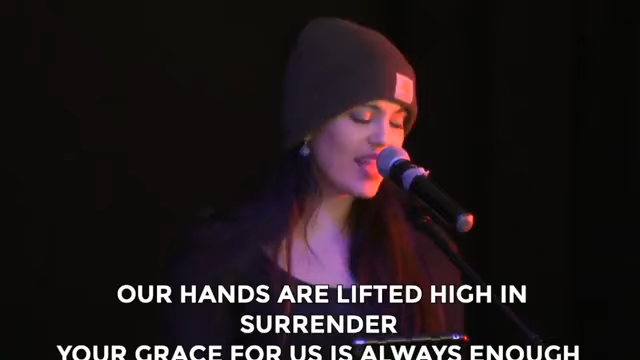 OUR HANDS ARE LIFTED HIGH IN
SURRENDER
YOUR GRACE FOR US IS ALWAYS ENOUGH